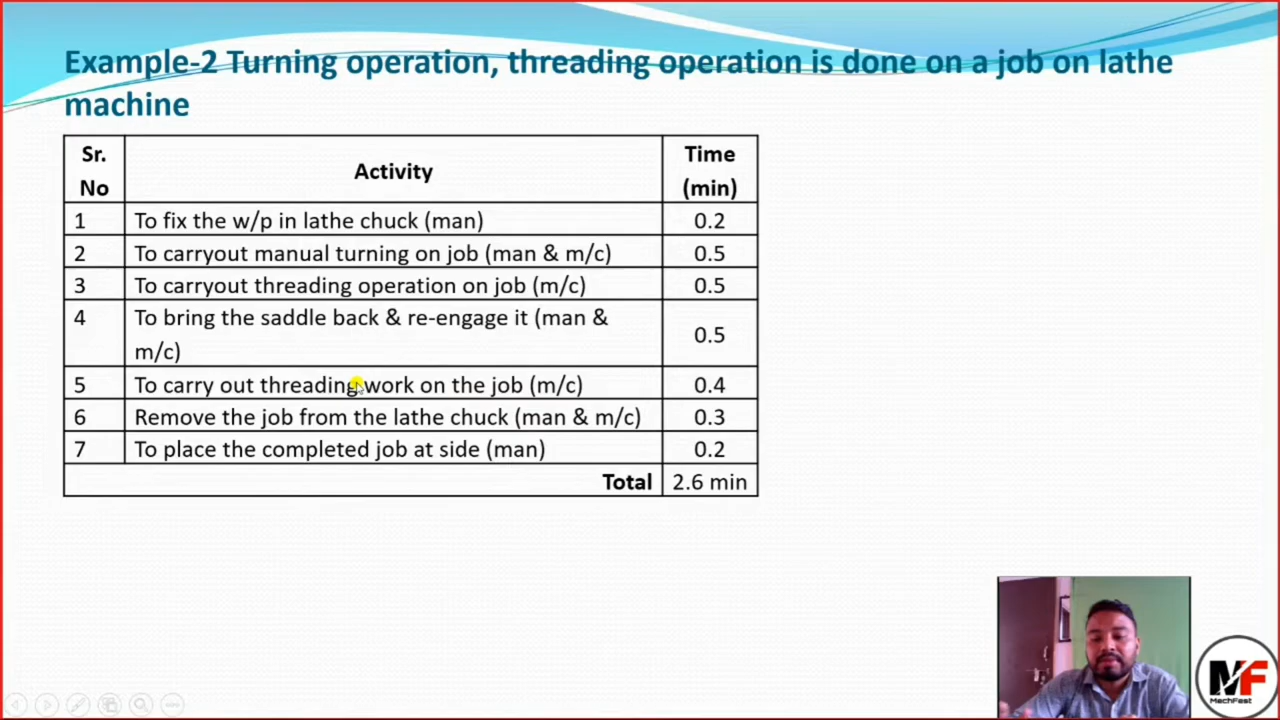 Example-2 Turning operation, threading operation is done on a job on lathe
machine
Sr. No Activity Time (min)
1 To fix the w/p in lathe chuck (man) 0.2
2 To carryout manual turning on job (man & m/c) 0.5
3 To carryout threading operation on job (m/c) 0.5
4 To bring the saddle back & re-engage it (man & m/c) 0.5
5 To carry out threading work on the job (m/c) 0.4
6 Remove the job from the lathe chuck (man & m/c) 0.3
7 To place the completed job at side (man) 0.2
Total 2.6 min
MF
MechFest